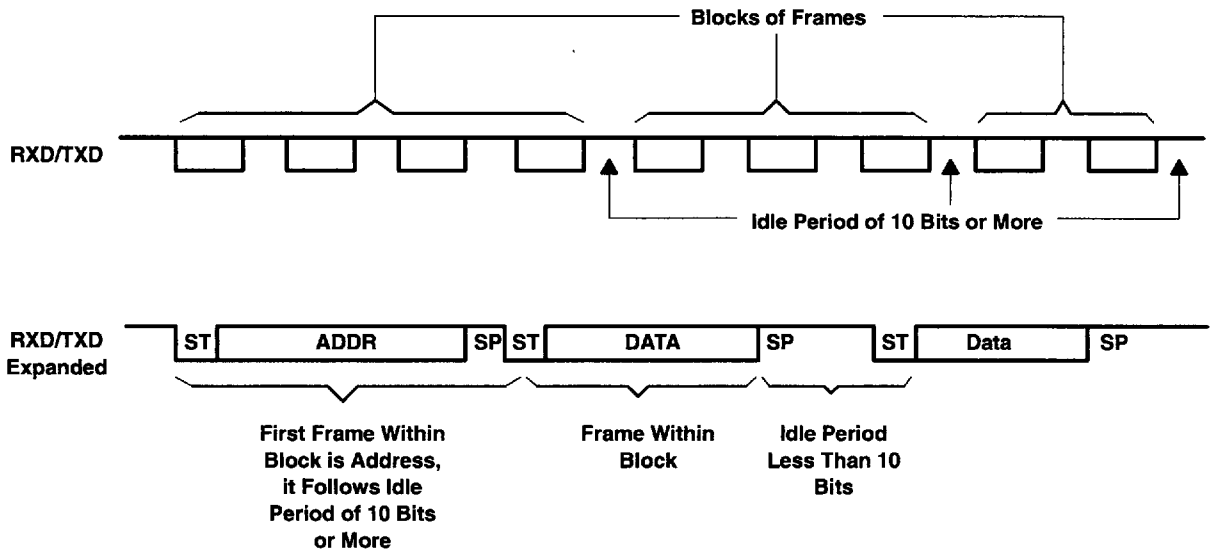 Blocks of Frames
RXD/TXD
Idle Period of 10 Bits or More
RXD/TXD
Expanded
ST ADDR SP ST DATA SP ST Data SP
First Frame Within
Block is Address,
it Follows Idle
Period of 10 Bits
or More
Frame Within
Block
Idle Period
Less Than 10
Bits